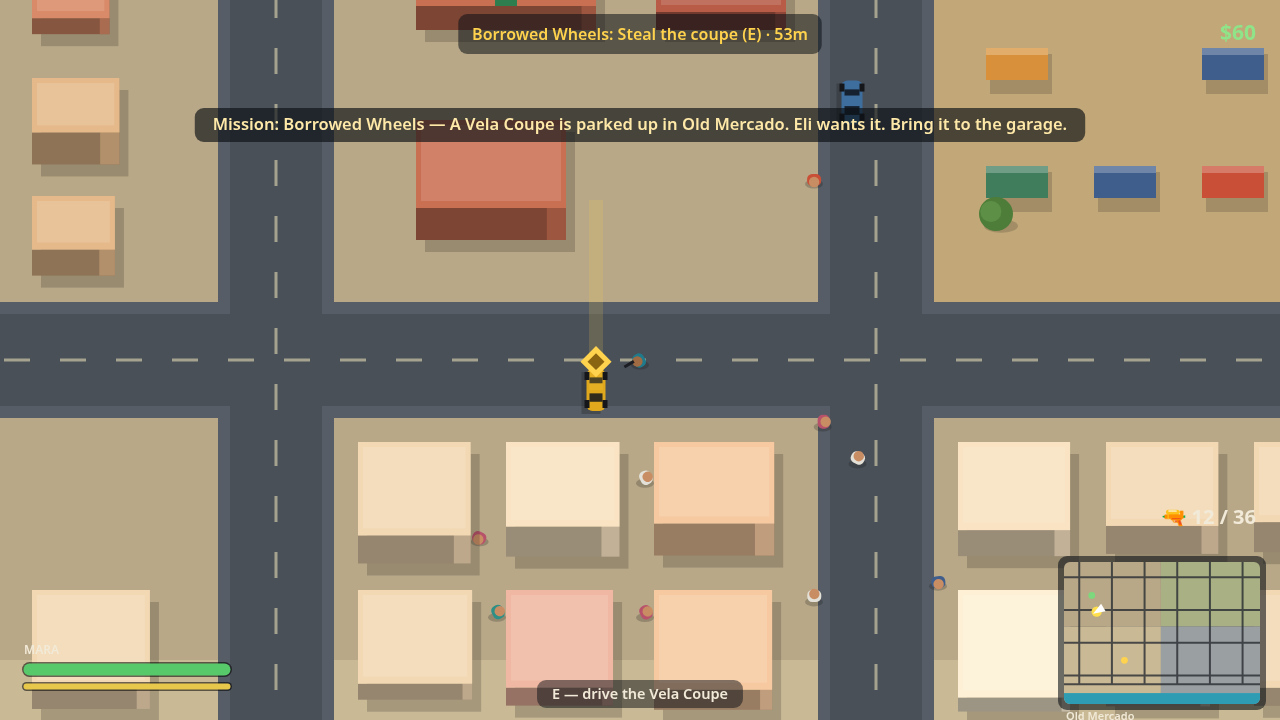 Borrowed Wheels: Steal the coupe (E) · 53m
$60
Mission: Borrowed Wheels — A Vela Coupe is parked up in Old Mercado. Eli wants it. Bring it to the garage.
12 / 36
MARA
E — drive the Vela Coupe
Old Mercado